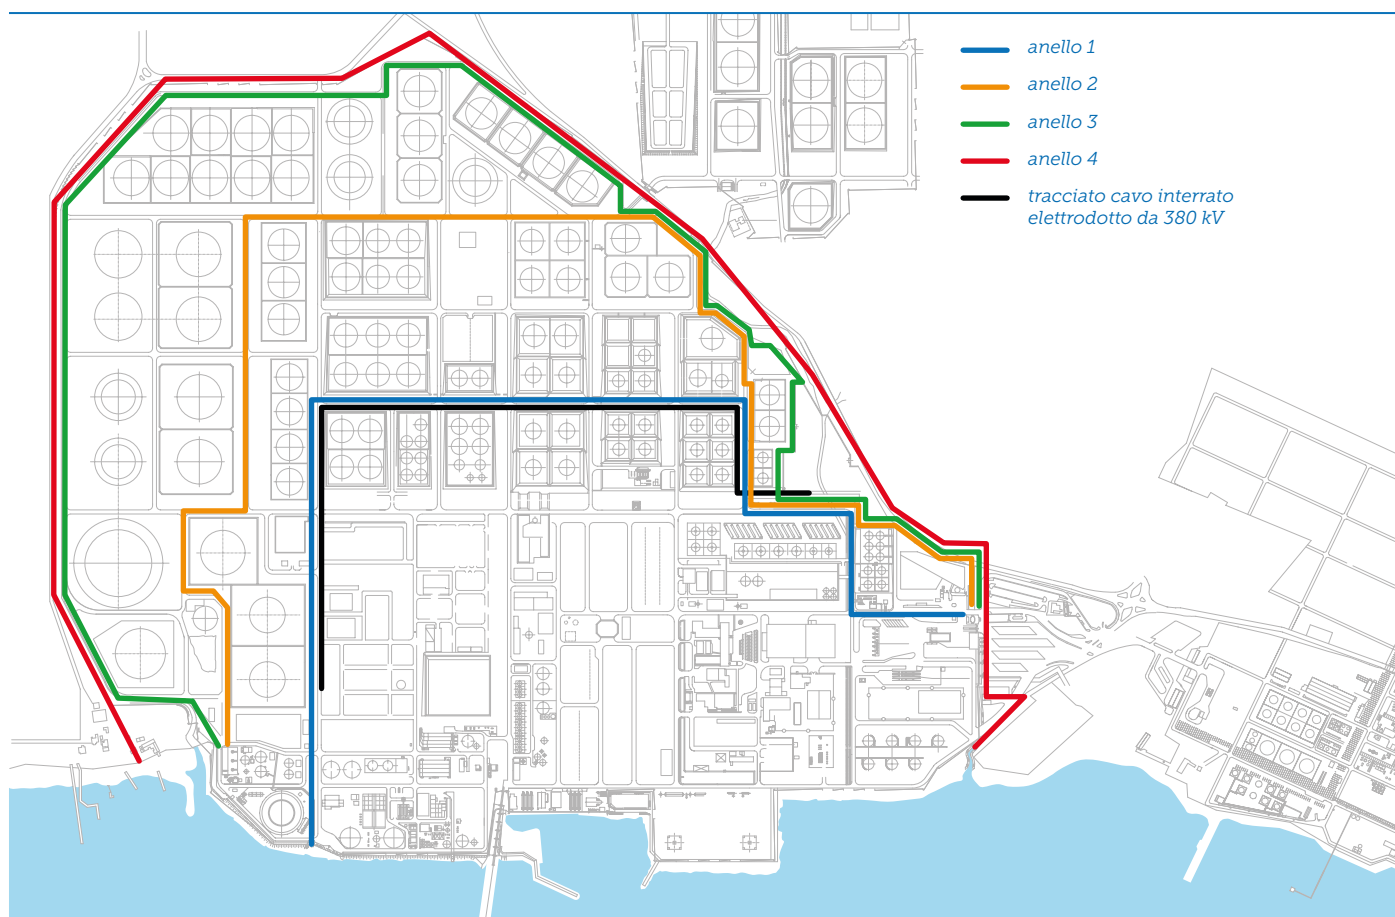 anello 1
anello 2
anello 3
anello 4
tracciato cavo interrato
elettrodotto da 380 kV